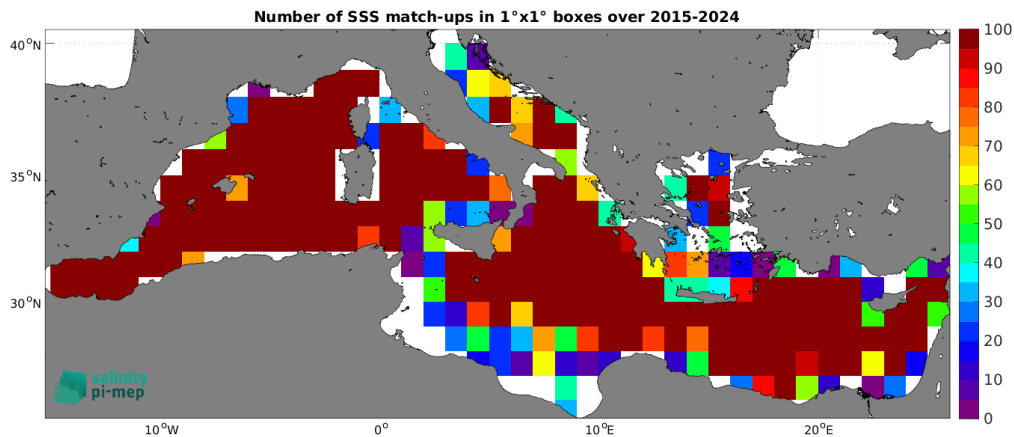 Number of SSS match-ups in 1°x1° boxes over 2015-2024
40°N
35°N
30°N
10°W
0°
10°E
20°E
100
90
80
70
60
50
40
30
20
10
0
salinity
pi-mep